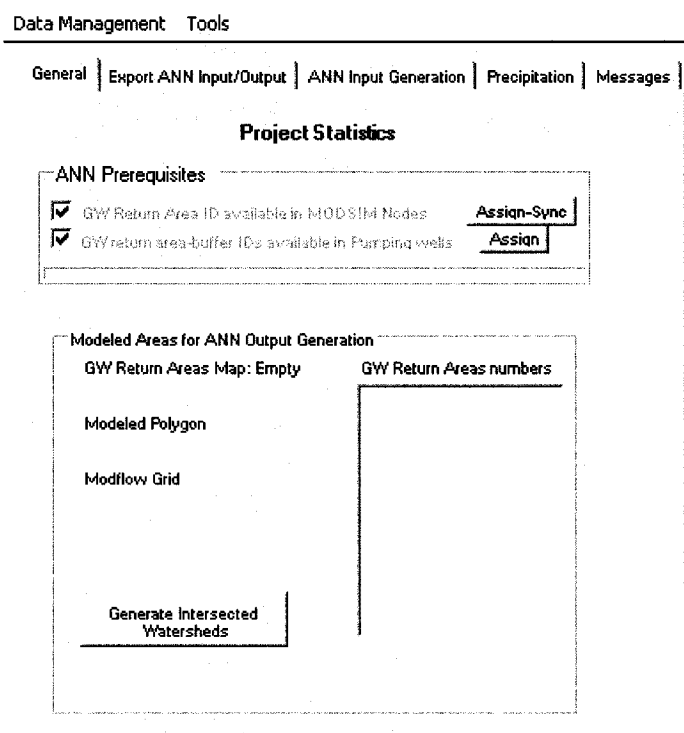 Data Management Tools
General Export ANN Input/Output ANN Input Generation Precipitation Messages
Project Statistics
ANN Prerequisites
GW Return Area ID available in MODSIM Nodes Assign-Sync
GW return area-buffer IDs available in Pumping wells Assign
Modeled Areas for ANN Output Generation
GW Return Areas Map: Empty GW Return Areas numbers
Modeled Polygon
Modflow Grid
Generate Intersected
Watersheds